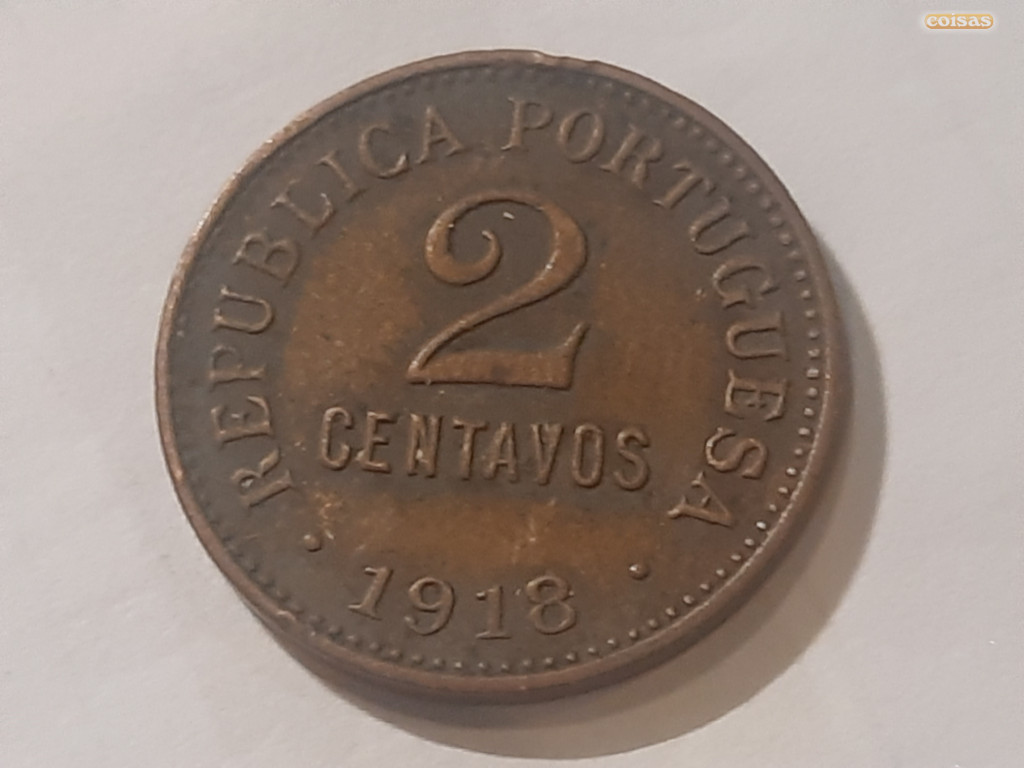 coisas
REPUBLICA PORTUGUESA
2
CENTAVOS
· 1918 ·